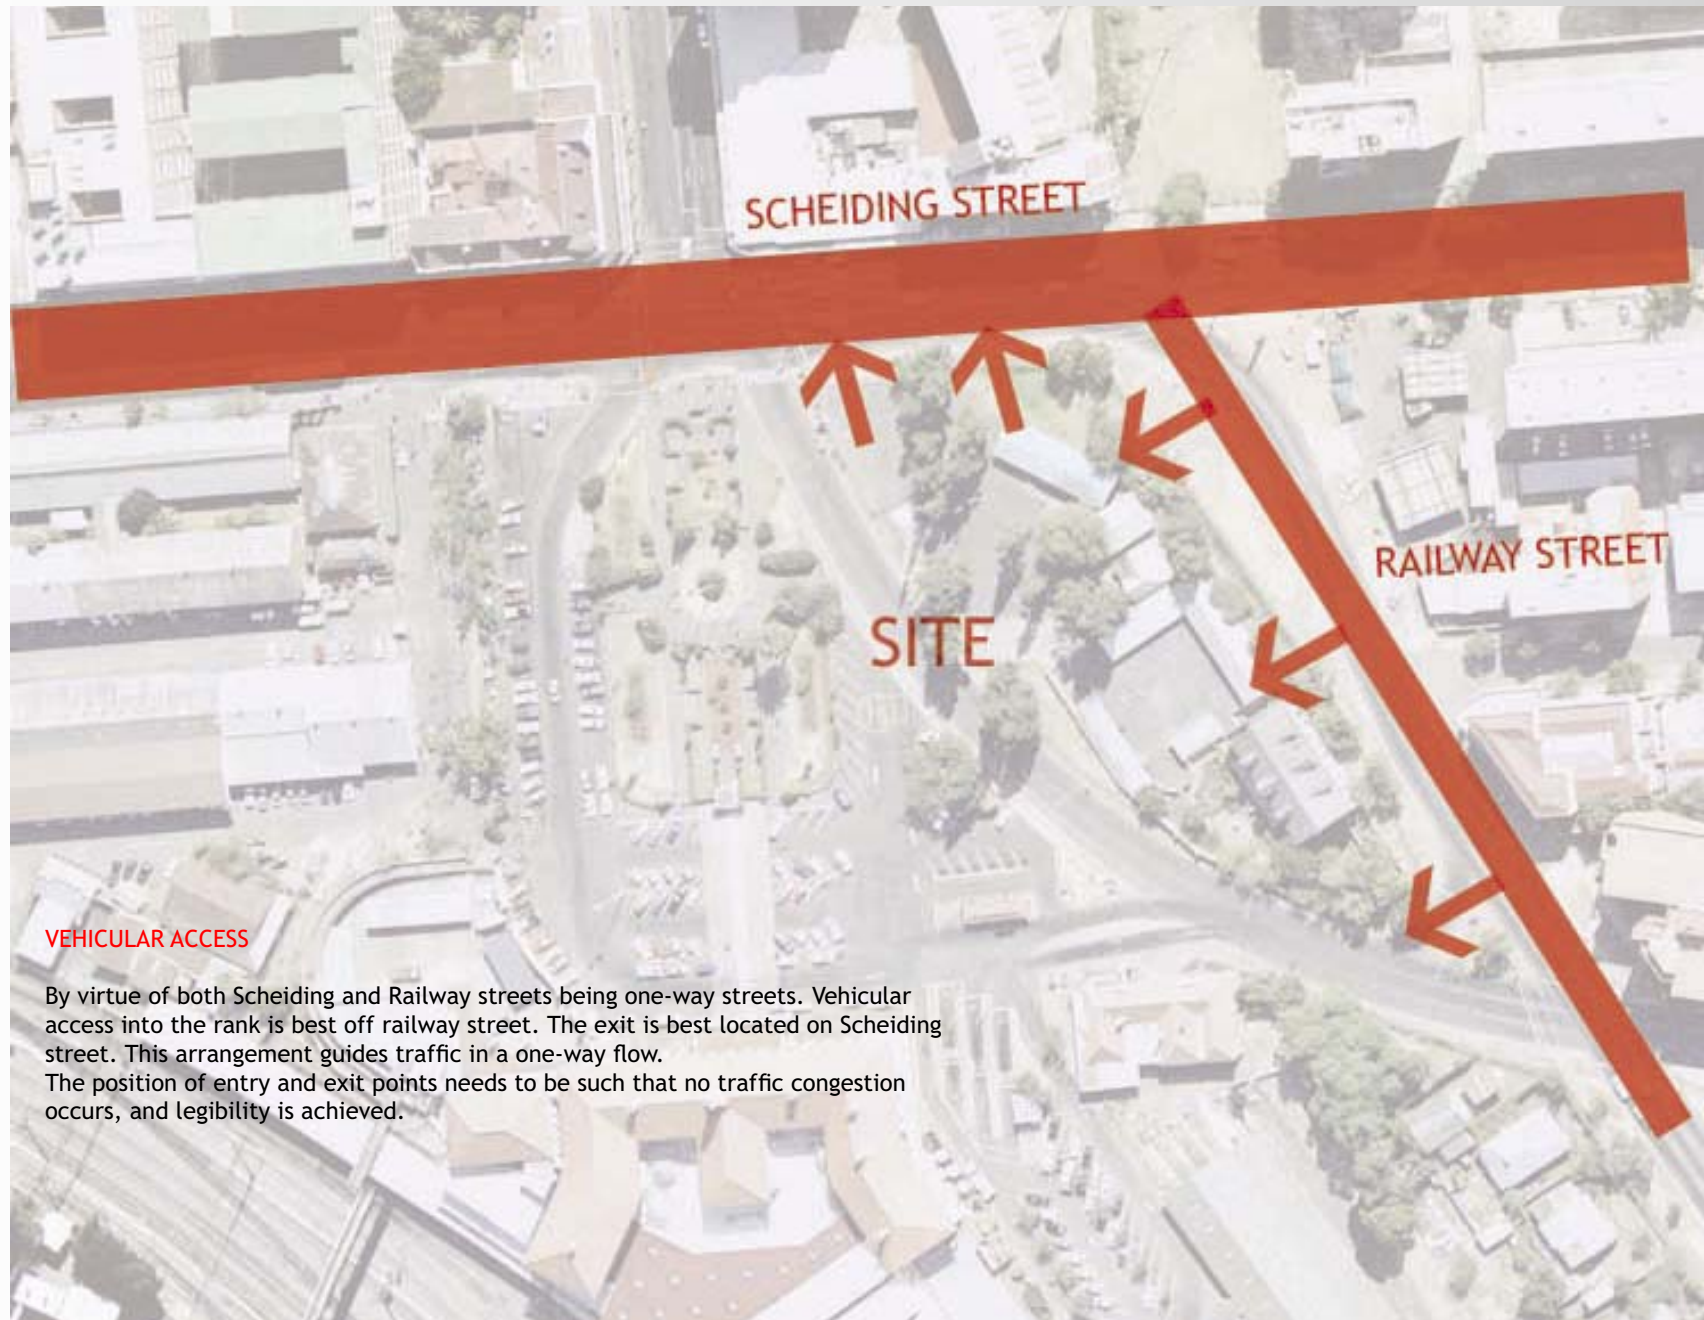 SCHEIDING STREET
RAILWAY STREET
SITE
VEHICULAR ACCESS
By virtue of both Scheiding and Railway streets being one-way streets. Vehicular
access into the rank is best off railway street. The exit is best located on Scheiding
street. This arrangement guides traffic in a one-way flow.
The position of entry and exit points needs to be such that no traffic congestion
occurs, and legibility is achieved.